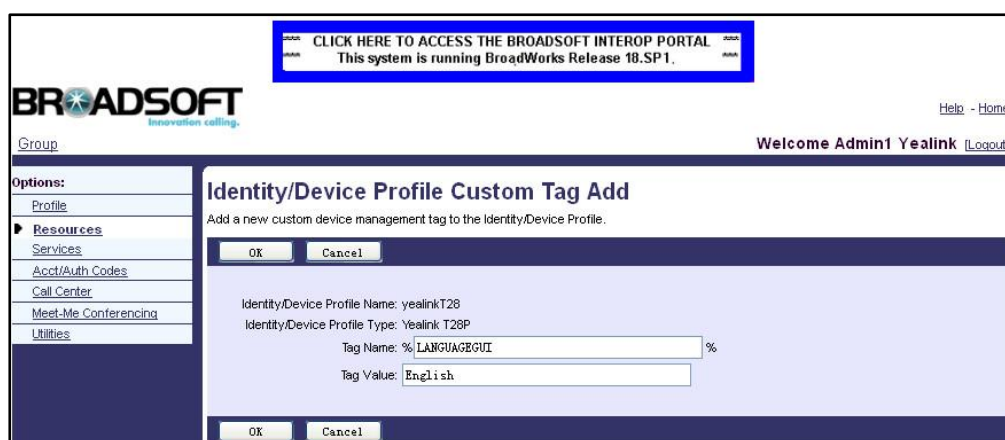 *** CLICK HERE TO ACCESS THE BROADSOFT INTEROP PORTAL ***
*** This system is running BroadWorks Release 18.SP1. ***
BROADSOFT
Innovation calling.
Help - Home
Group
Welcome Admin1 Yealink [Logout
Options:
Profile
Resources
Services
Acct/Auth Codes
Call Center
Meet-Me Conferencing
Utilities
Identity/Device Profile Custom Tag Add
Add a new custom device management tag to the Identity/Device Profile.
OK Cancel
Identity/Device Profile Name: yealinkT28
Identity/Device Profile Type: Yealink T28P
Tag Name: % LANGUAGEGUI %
Tag Value: English
OK Cancel